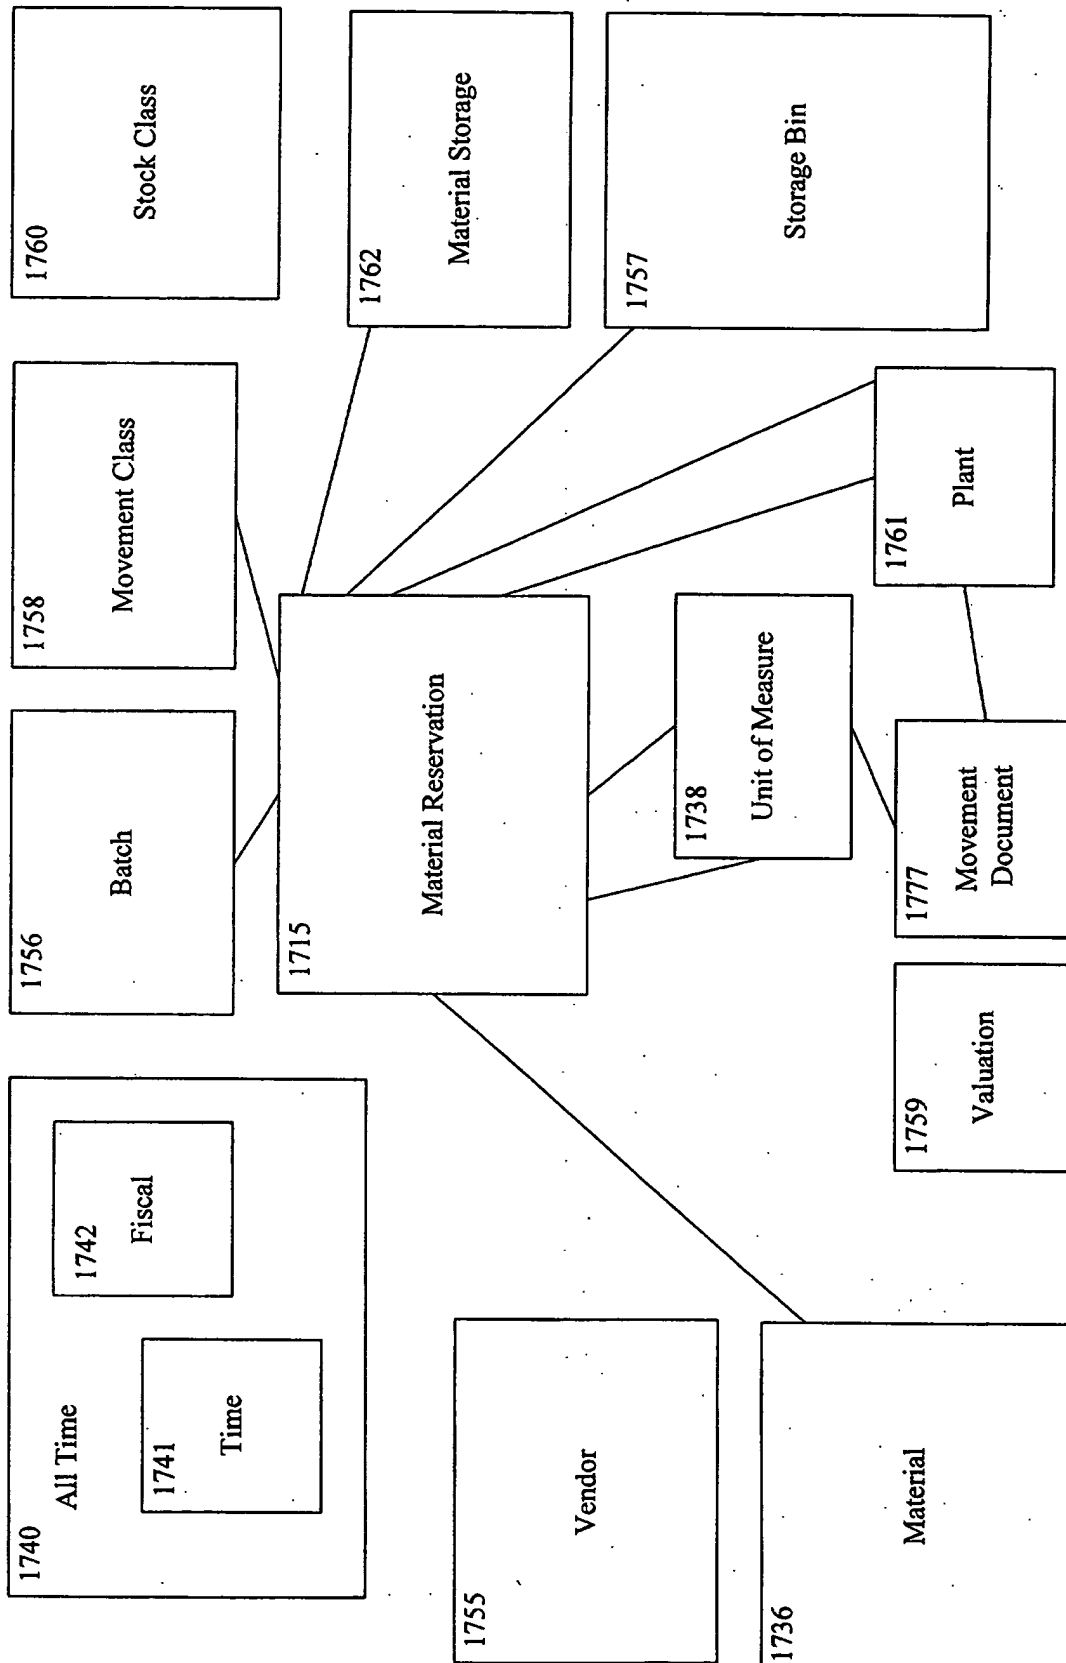 1740
All Time
1741
Time
1742
Fiscal
1756
Batch
1758
Movement Class
1760
Stock Class
1755
Vendor
1715
Material Reservation
1762
Material Storage
1736
Material
1738
Unit of Measure
1757
Storage Bin
1759
Valuation
1777
Movement
Document
1761
Plant